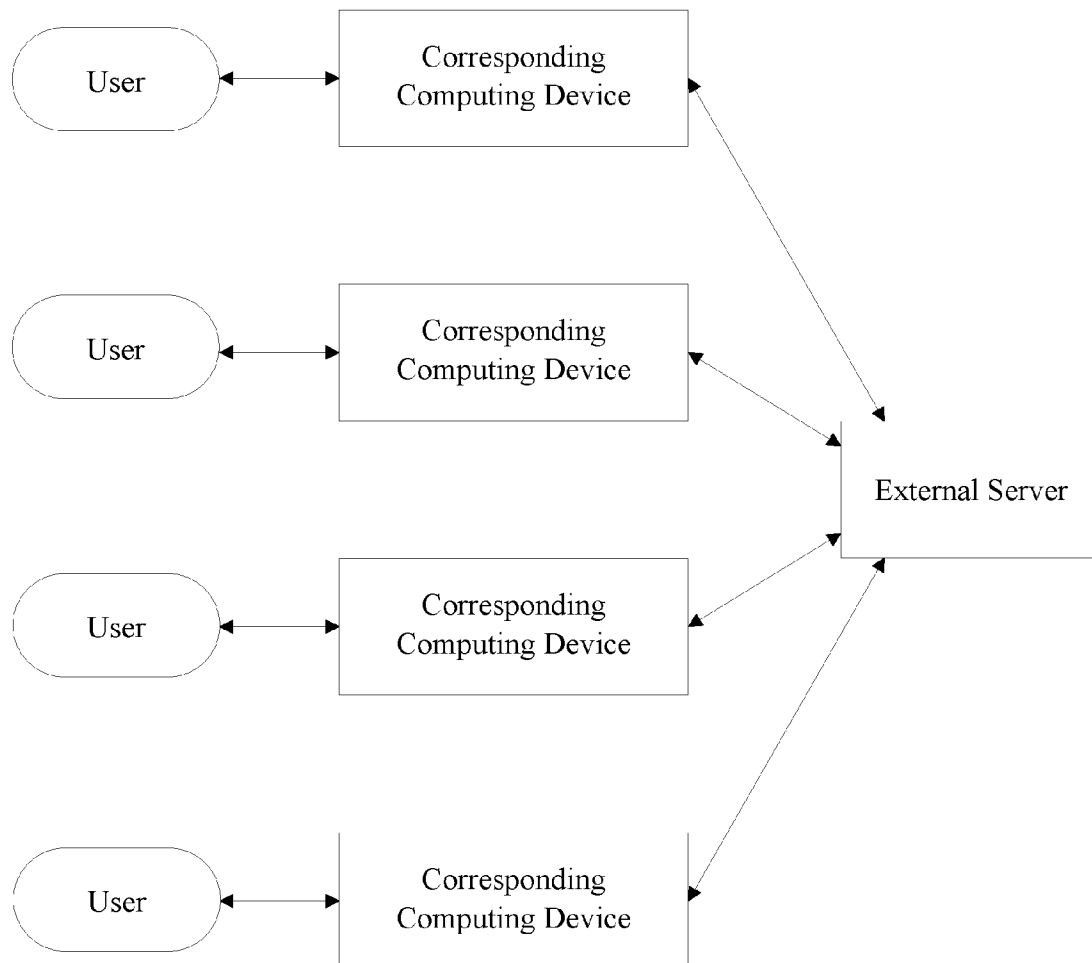 User
Corresponding
Computing Device
User
Corresponding
Computing Device
External Server
User
Corresponding
Computing Device
User
Corresponding
Computing Device